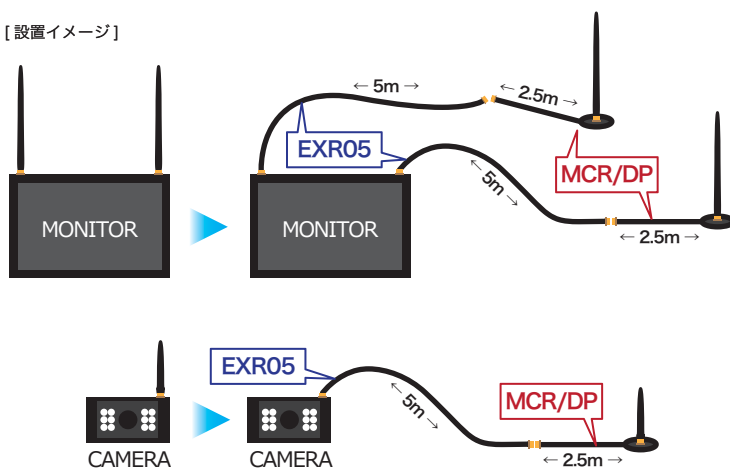 [ 設置イメージ ]
← 5m →
← 2.5m →
EXR05
MCR/DP
MONITOR
MONITOR
← 5m →
← 2.5m →
EXR05
MCR/DP
← 5m →
← 2.5m →
CAMERA
CAMERA